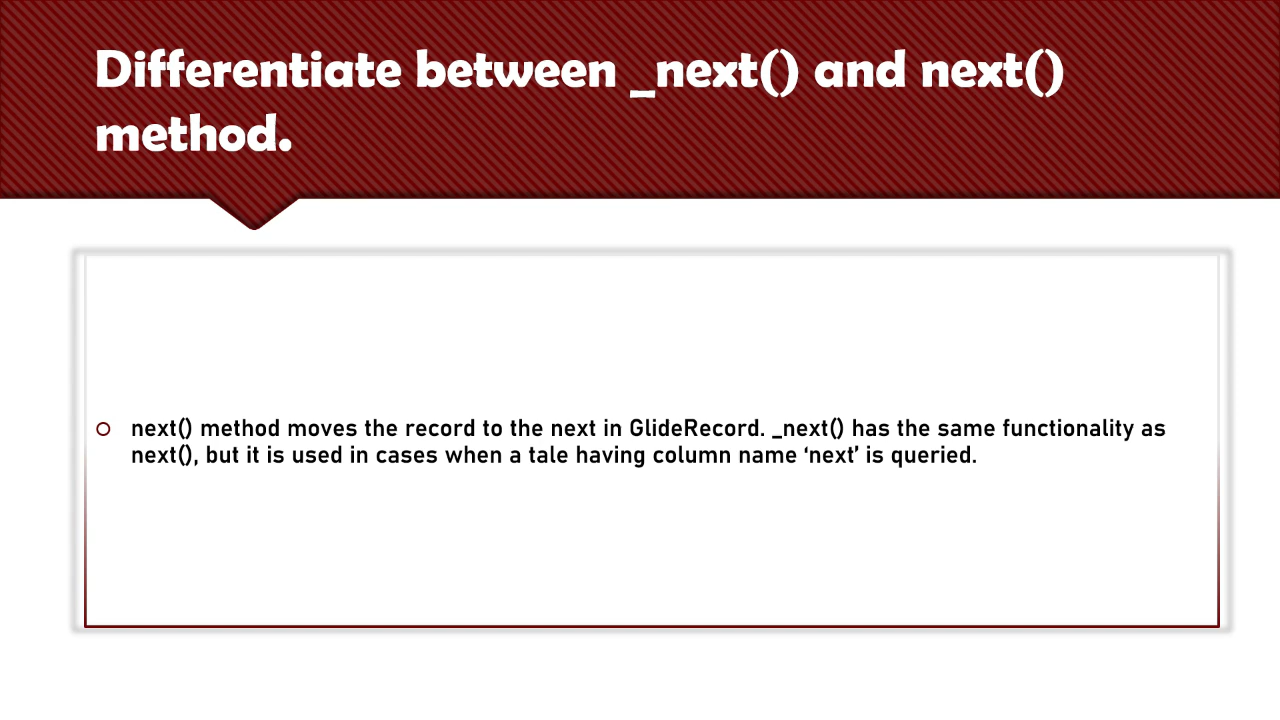 Differentiate between _next() and next()
method.
next() method moves the record to the next in GlideRecord. _next() has the same functionality as
next(), but it is used in cases when a tale having column name ‘next’ is queried.